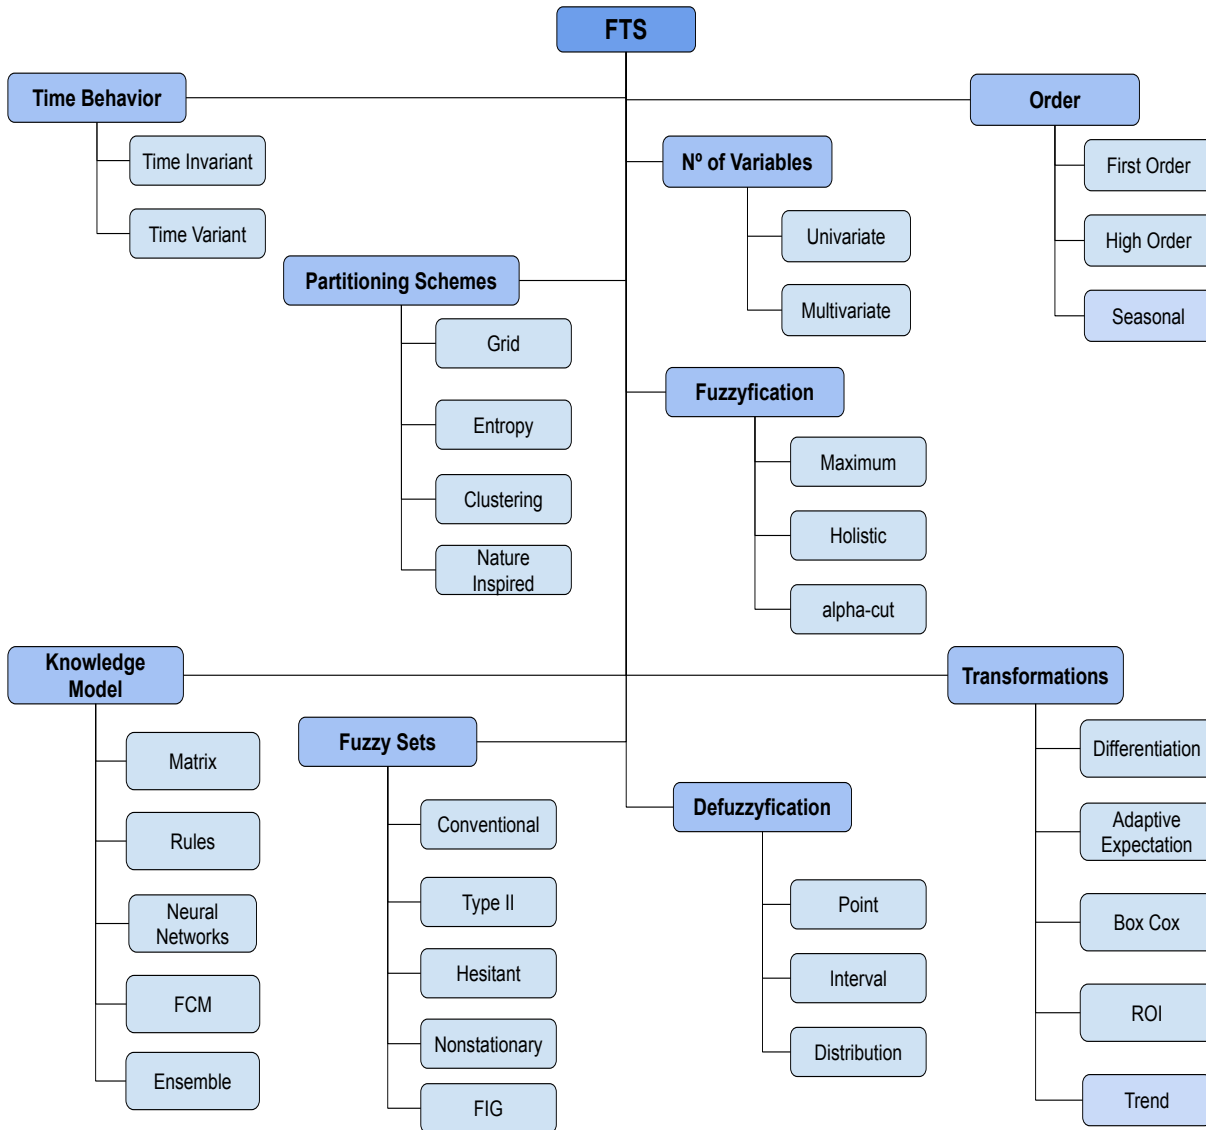 FTS
Time Behavior
Time Invariant
Time Variant
Order
First Order
High Order
Seasonal
Nº of Variables
Univariate
Multivariate
Partitioning Schemes
Grid
Entropy
Clustering
Nature
Inspired
Fuzzyfication
Maximum
Holistic
alpha-cut
Knowledge
Model
Matrix
Rules
Neural
Networks
FCM
Ensemble
Fuzzy Sets
Conventional
Type II
Hesitant
Nonstationary
FIG
Defuzzyfication
Point
Interval
Distribution
Transformations
Differentiation
Adaptive
Expectation
Box Cox
ROI
Trend